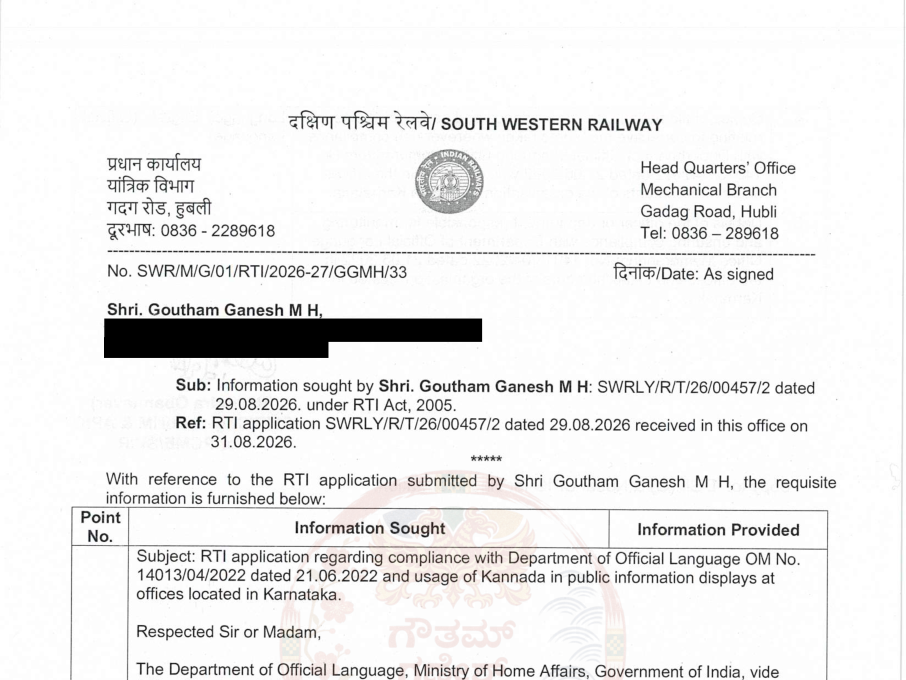 दक्षिण पश्चिम रेलवे/ SOUTH WESTERN RAILWAY
प्रधान कार्यालय
यांत्रिक विभाग
गदग रोड, हुबली
दूरभाष: 0836 - 2289618
INDIAN RAILWAYS
भारतीय रेल
Head Quarters’ Office
Mechanical Branch
Gadag Road, Hubli
Tel: 0836 – 289618
No. SWR/M/G/01/RTI/2026-27/GGMH/33
दिनांक/Date: As signed
Shri. Goutham Ganesh M H,
Sub: Information sought by Shri. Goutham Ganesh M H: SWRLY/R/T/26/00457/2 dated
29.08.2026. under RTI Act, 2005.
Ref: RTI application SWRLY/R/T/26/00457/2 dated 29.08.2026 received in this office on
31.08.2026.
*****
With reference to the RTI application submitted by Shri Goutham Ganesh M H, the requisite
information is furnished below:
Point No.
Information Sought
Information Provided
Subject: RTI application regarding compliance with Department of Official Language OM No.
14013/04/2022 dated 21.06.2022 and usage of Kannada in public information displays at
offices located in Karnataka.
Respected Sir or Madam,
ಗೌತಮ್
The Department of Official Language, Ministry of Home Affairs, Government of India, vide